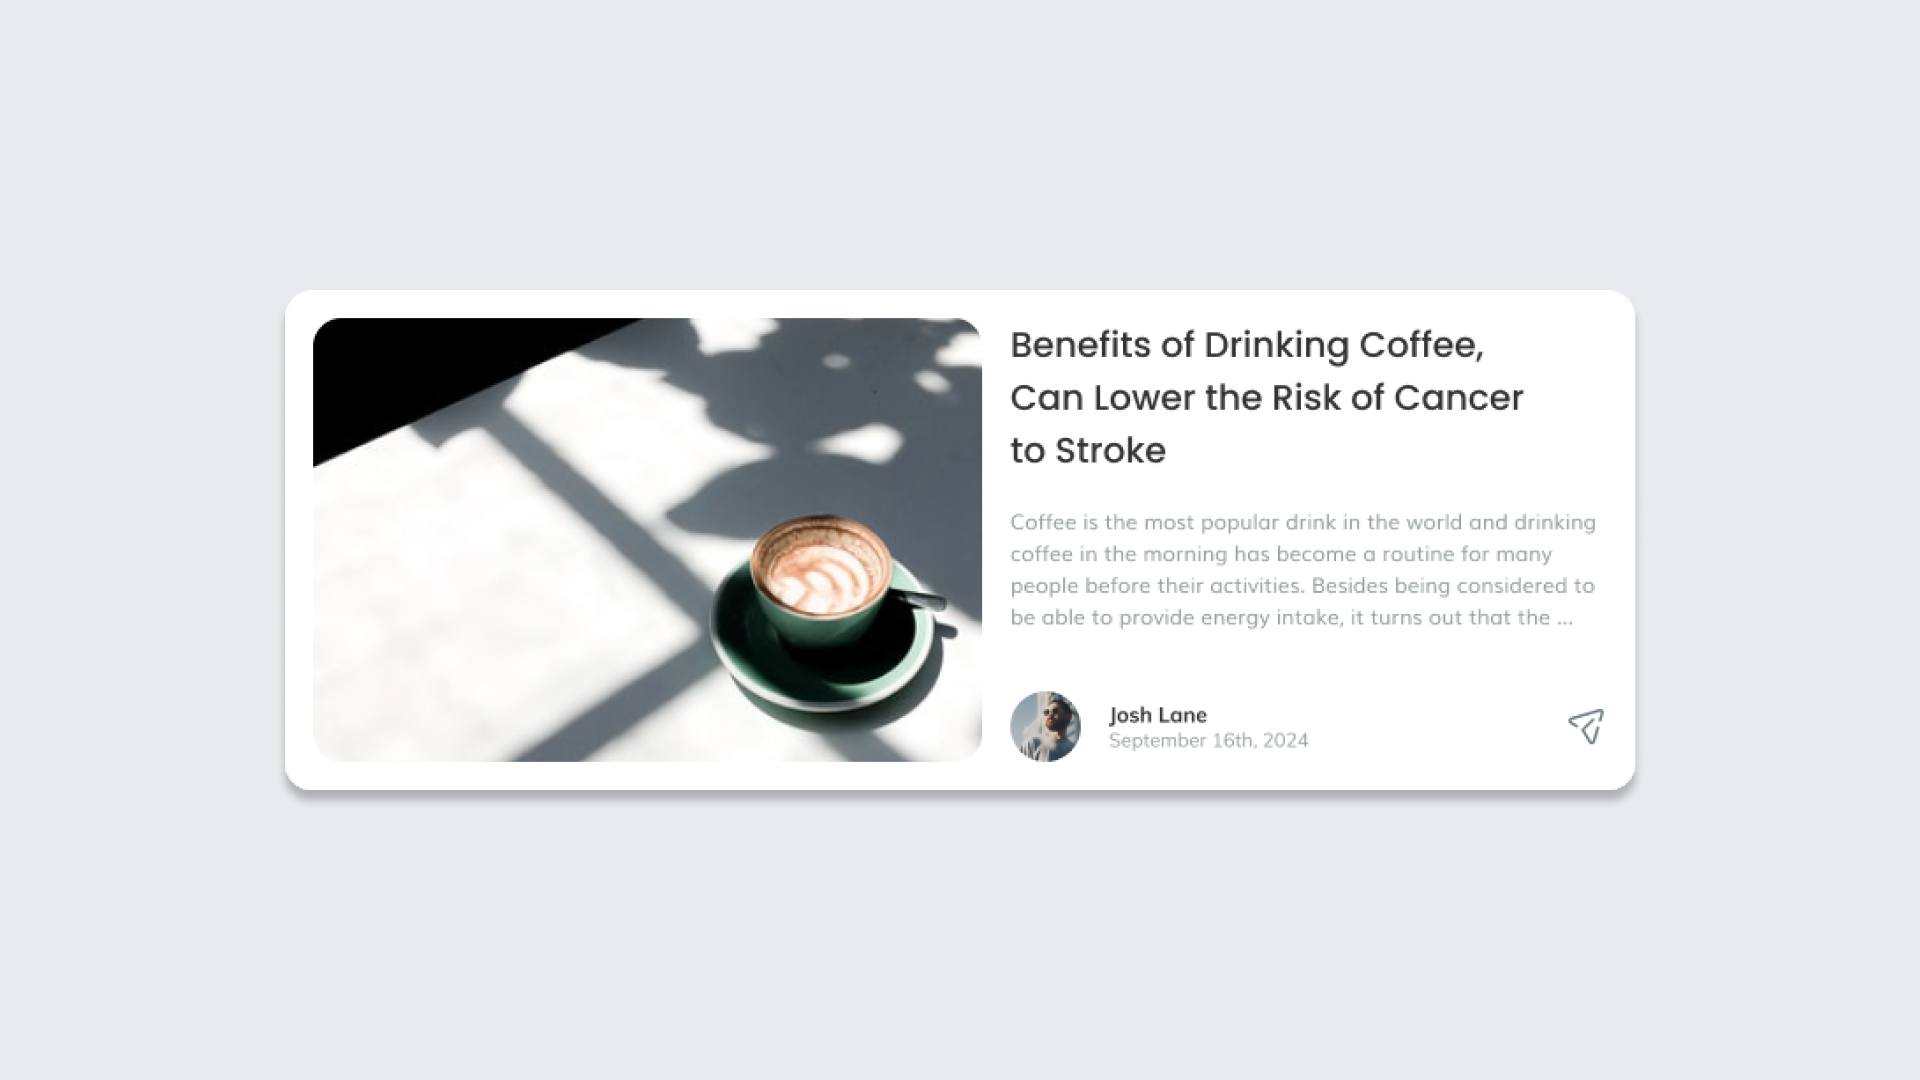 Benefits of Drinking Coffee,
Can Lower the Risk of Cancer
to Stroke
Coffee is the most popular drink in the world and drinking
coffee in the morning has become a routine for many
people before their activities. Besides being considered to
be able to provide energy intake, it turns out that the ...
Josh Lane
September 16th, 2024